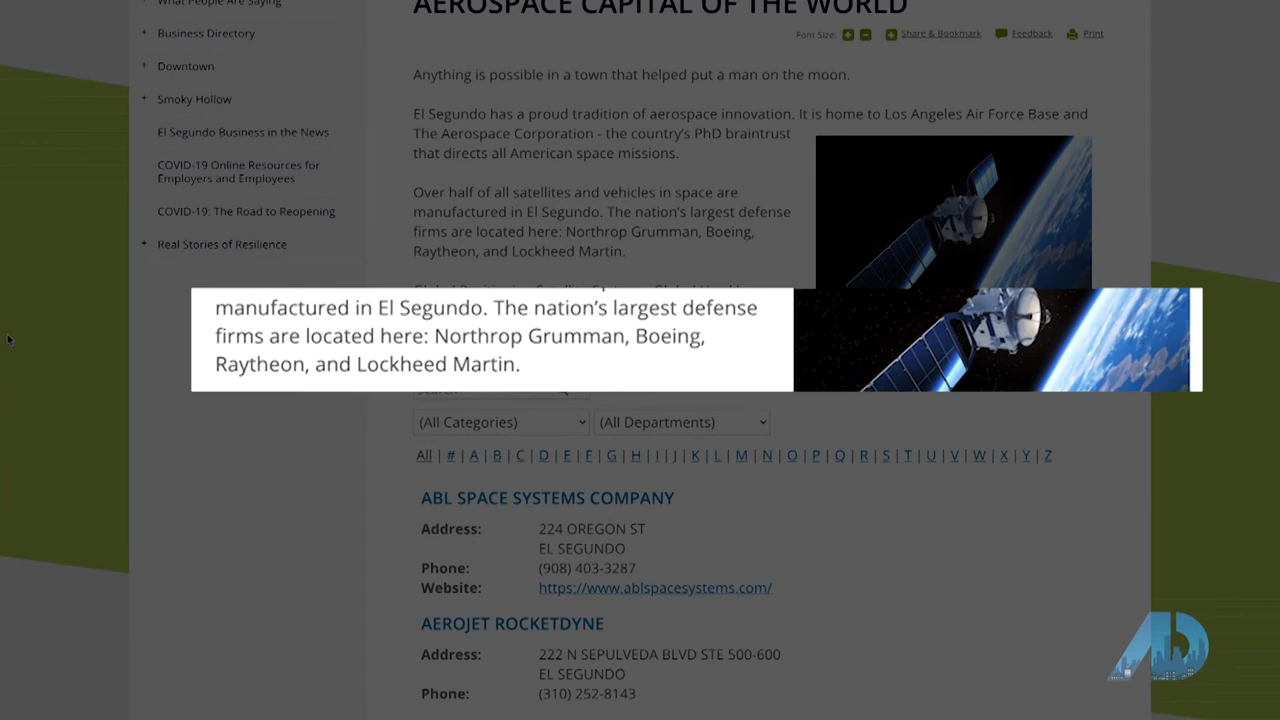 AEROSPACE CAPITAL OF THE WORLD
What People Are Saying
Business Directory
Downtown
Smoky Hollow
El Segundo Business in the News
COVID-19 Online Resources for
Employers and Employees
COVID-19: The Road to Reopening
Real Stories of Resilience
Font Size: + - Share & Bookmark Feedback Print
Anything is possible in a town that helped put a man on the moon.
El Segundo has a proud tradition of aerospace innovation. It is home to Los Angeles Air Force Base and
The Aerospace Corporation - the country's PhD braintrust
that directs all American space missions.
Over half of all satellites and vehicles in space are
manufactured in El Segundo. The nation's largest defense
firms are located here: Northrop Grumman, Boeing,
Raytheon, and Lockheed Martin.
manufactured in El Segundo. The nation's largest defense
firms are located here: Northrop Grumman, Boeing,
Raytheon, and Lockheed Martin.
(All Categories) (All Departments)
All | # | A | B | C | D | E | F | G | H | I | J | K | L | M | N | O | P | Q | R | S | T | U | V | W | X | Y | Z
ABL SPACE SYSTEMS COMPANY
Address: 224 OREGON ST
EL SEGUNDO
Phone: (908) 403-3287
Website: https://www.ablspacesystems.com/
AEROJET ROCKETDYNE
Address: 222 N SEPULVEDA BLVD STE 500-600
EL SEGUNDO
Phone: (310) 252-8143
AD